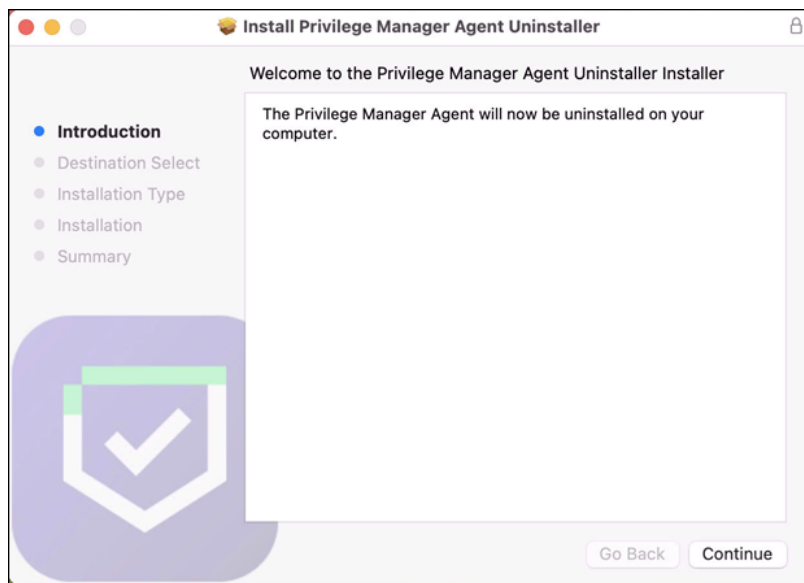 Install Privilege Manager Agent Uninstaller
Welcome to the Privilege Manager Agent Uninstaller Installer
Introduction
Destination Select
Installation Type
Installation
Summary
The Privilege Manager Agent will now be uninstalled on your
computer.
Go Back
Continue